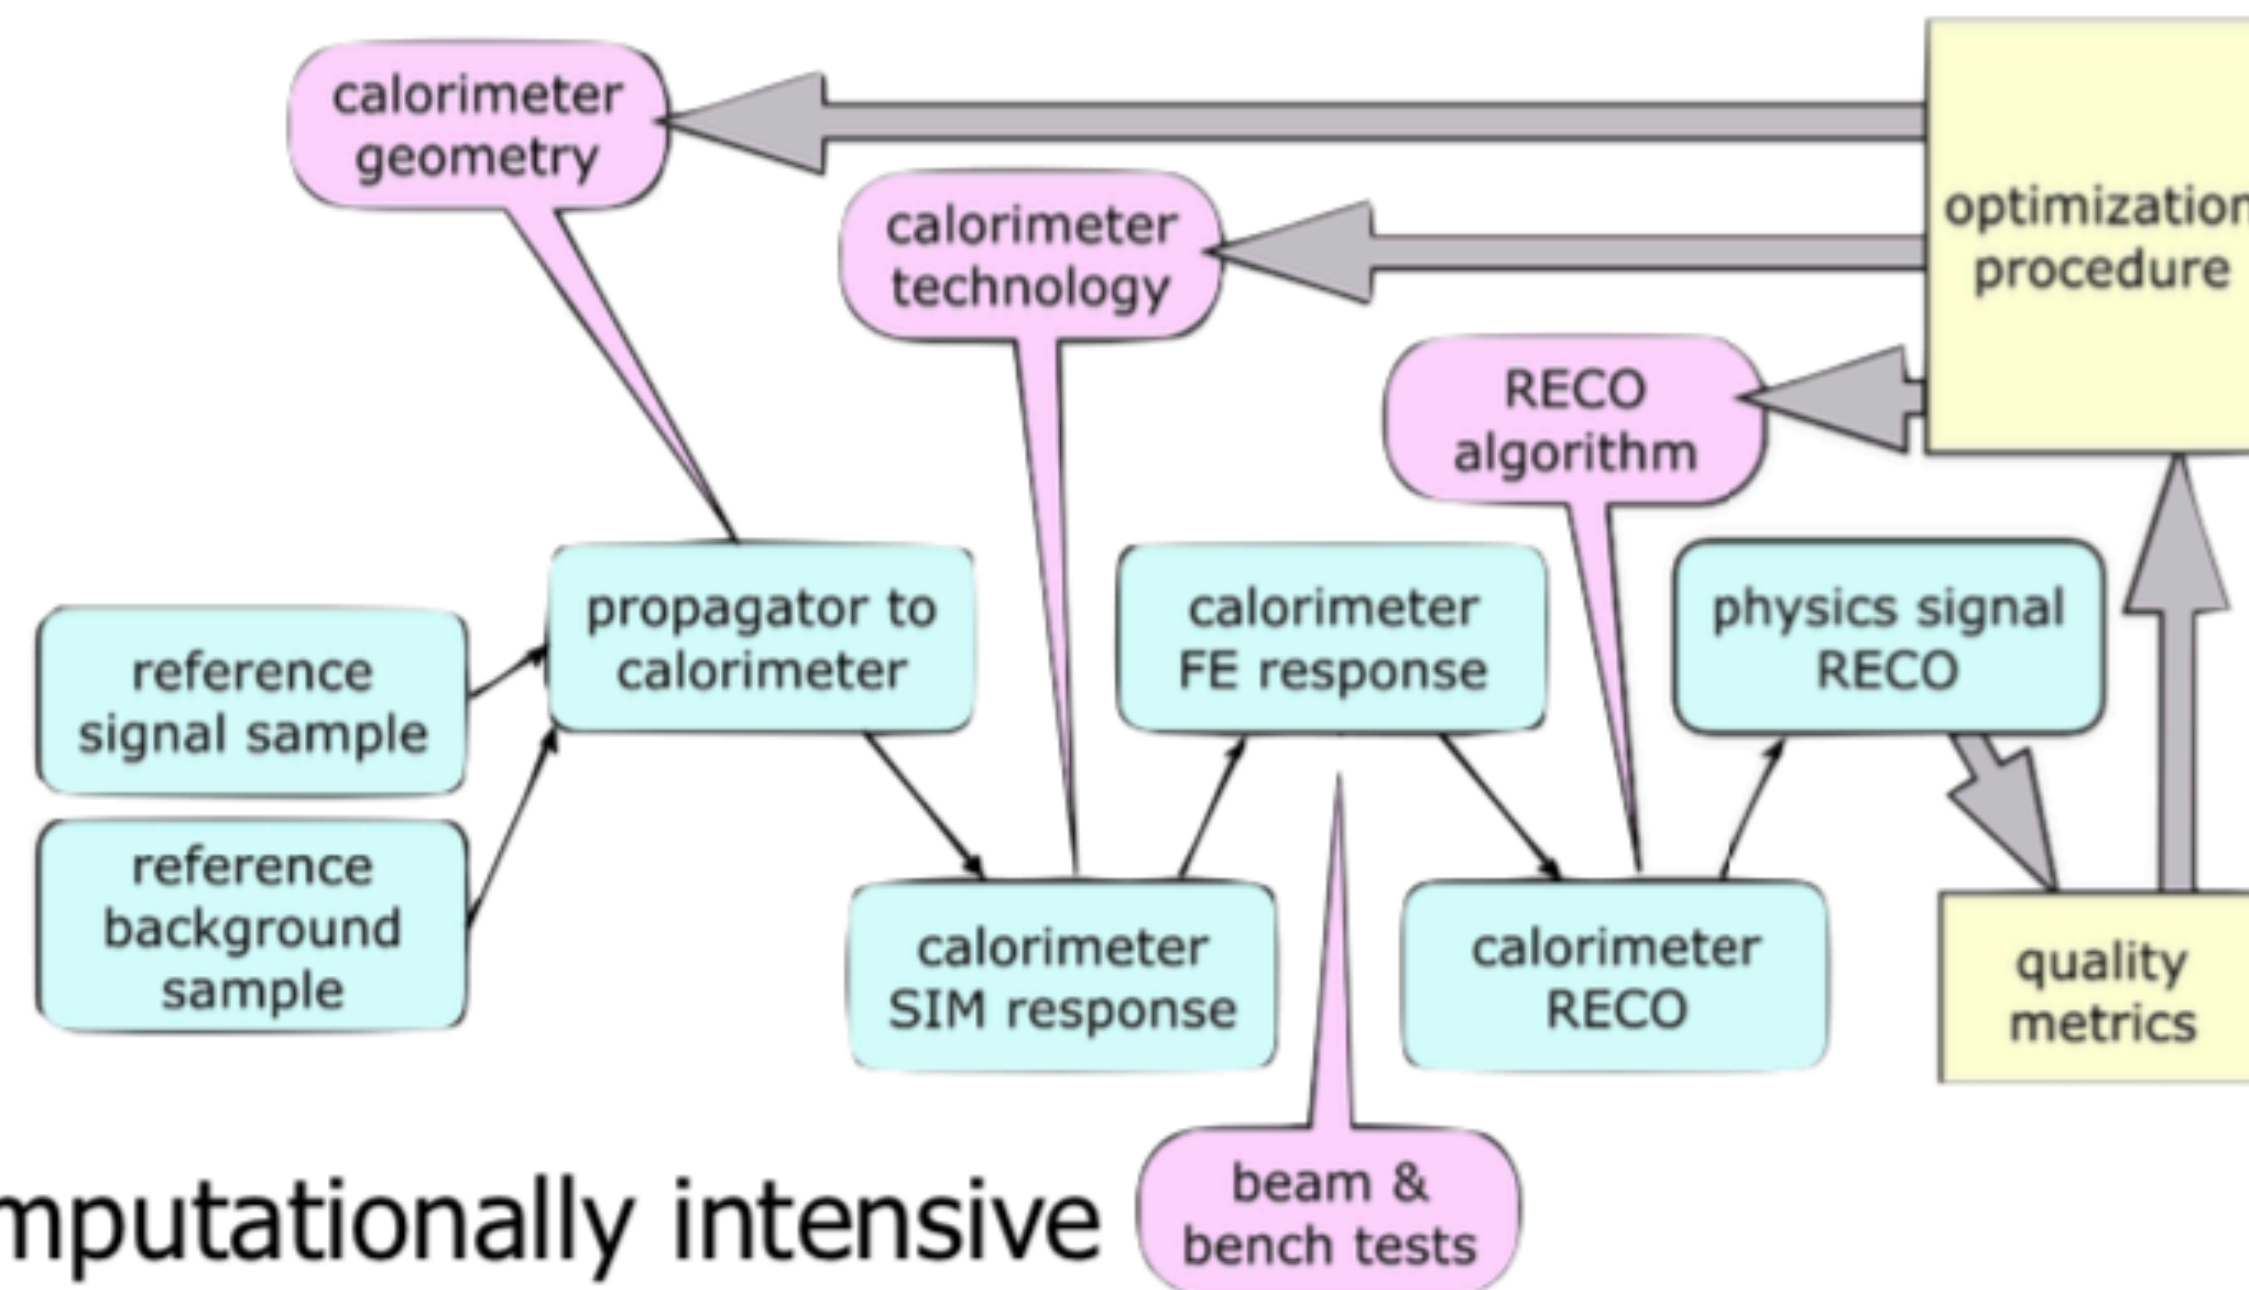 calorimeter
geometry
calorimeter
technology
optimization
procedure
RECO
algorithm
propagator to
calorimeter
calorimeter
FE response
physics signal
RECO
reference
signal sample
reference
background
sample
calorimeter
SIM response
calorimeter
RECO
quality
metrics
mputationally intensive
beam &
bench tests